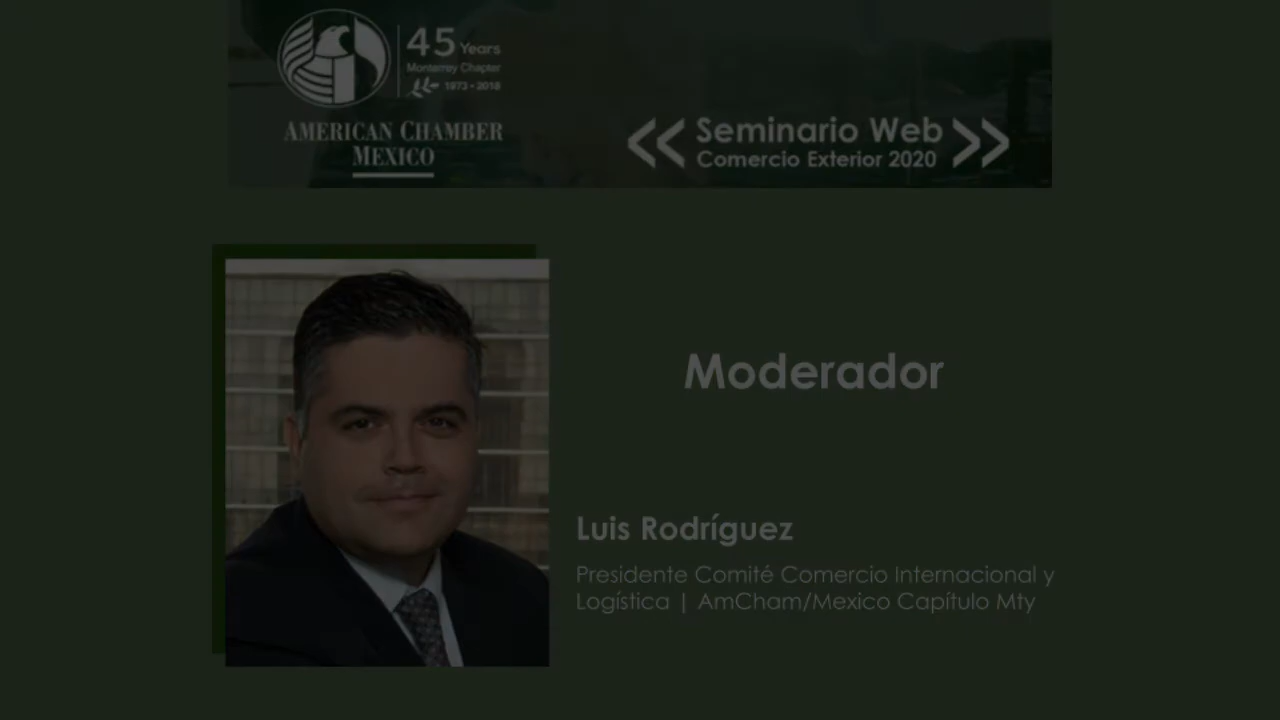 45 Years
Monterrey Chapter
1973 - 2018
AMERICAN CHAMBER
MEXICO
Seminario Web
Comercio Exterior 2020
Moderador
Luis Rodríguez
Presidente Comité Comercio Internacional y
Logística | AmCham/Mexico Capítulo Mty